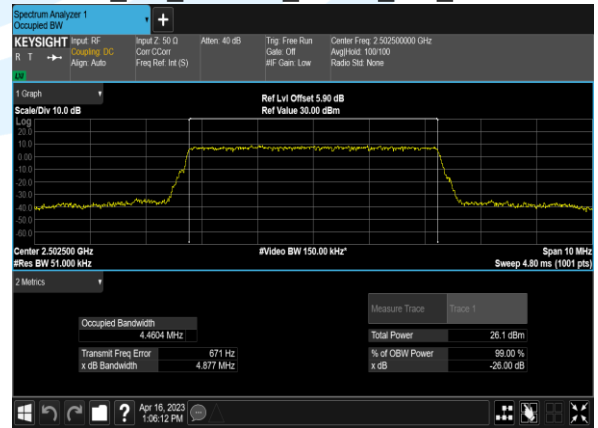 Spectrum Analyzer 1
Occupied BW
+
KEYSIGHT Input: RF Input Z: 50 Ω Atten: 40 dB Trig: Free Run Center Freq: 2.502500000 GHz
R T Coupling: DC Corr CCorr Gate: Off Avg|Hold: 100/100
Align: Auto Freq Ref: Int (S) #IF Gain: Low Radio Std: None
1 Graph
Ref Lvl Offset 5.90 dB
Scale/Div 10.0 dB Ref Value 30.00 dBm
Log
20.0
10.0
0.00
-10.0
-20.0
-30.0
-40.0
-50.0
-60.0
Center 2.502500 GHz #Video BW 150.00 kHz* Span 10 MHz
#Res BW 51.000 kHz Sweep 4.80 ms (1001 pts)
2 Metrics
Measure Trace Trace 1
Occupied Bandwidth
4.4604 MHz Total Power 26.1 dBm
Transmit Freq Error 671 Hz % of OBW Power 99.00 %
x dB Bandwidth 4.877 MHz x dB -26.00 dB
? Apr 16, 2023
1:06:12 PM